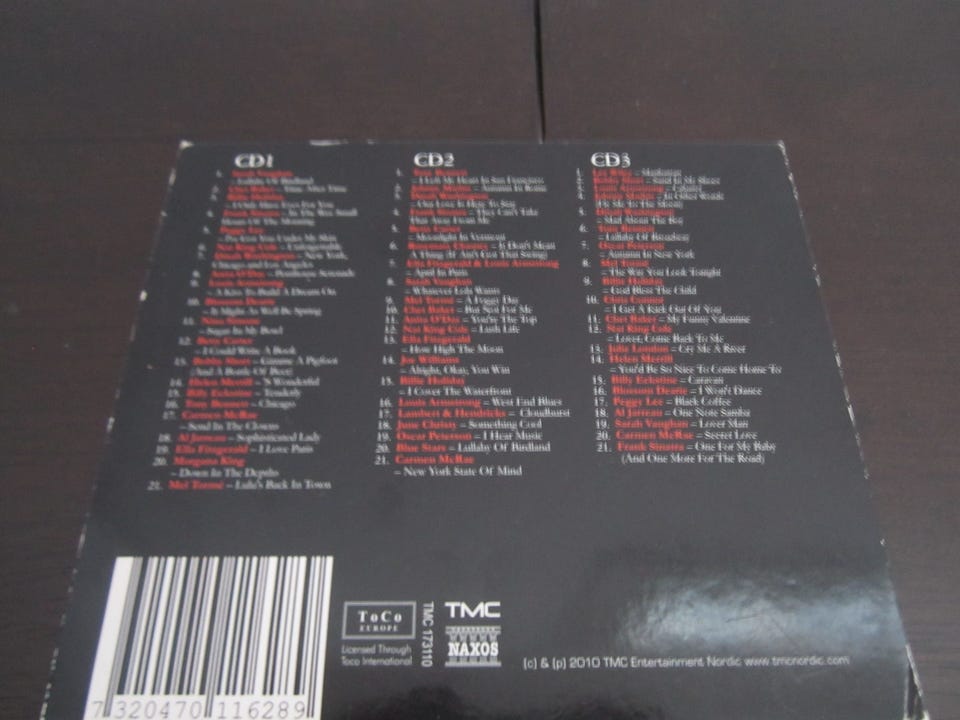 CD1
1. Sarah Vaughan
– Lullaby Of Birdland
2. Chet Baker – Time After Time
3. Billie Holiday
– I Only Have Eyes For You
4. Frank Sinatra – In The Wee Small
Hours Of The Morning
5. Peggy Lee
– I've Got You Under My Skin
6. Nat King Cole – Unforgettable
7. Dinah Washington – New York,
Chicago and Los Angeles
8. Anita O'Day – Penthouse Serenade
9. Louis Armstrong
– A Kiss To Build A Dream On
10. Blossom Dearie
– It Might As Well Be Spring
11. Nina Simone
– Sugar In My Bowl
12. Betty Carter
– I Could Write A Book
13. Bobby Short – Gimme A Pigfoot
(And A Bottle Of Beer)
14. Helen Merrill – 'S Wonderful
15. Billy Eckstine – Tenderly
16. Tony Bennett – Chicago
17. Carmen McRae
– Send In The Clowns
18. Al Jarreau – Sophisticated Lady
19. Ella Fitzgerald – I Love Paris
20. Morgana King
– Down In The Depths
21. Mel Tormé – Lulu's Back In Town
CD2
1. Tony Bennett
– I Left My Heart In San Francisco
2. Johnny Mathis – Autumn In Rome
3. Dinah Washington
– Our Love Is Here To Stay
4. Frank Sinatra – They Can't Take
That Away From Me
5. Betty Carter
– Moonlight In Vermont
6. Rosemary Clooney – It Don't Mean
A Thing (If Ain't Got That Swing)
7. Ella Fitzgerald & Louis Armstrong
– April In Paris
8. Sarah Vaughan
– Whatever Lola Wants
9. Mel Tormé – A Foggy Day
10. Chet Baker – But Not For Me
11. Anita O'Day – You're The Top
12. Nat King Cole – Lush Life
13. Ella Fitzgerald
– How High The Moon
14. Joe Williams
– Alright, Okay, You Win
15. Billie Holiday
– I Cover The Waterfront
16. Louis Armstrong – West End Blues
17. Lambert & Hendricks – Cloudburst
18. June Christy – Something Cool
19. Oscar Peterson – I Hear Music
20. Blue Stars – Lullaby Of Birdland
21. Carmen McRae
– New York State Of Mind
CD3
1. Lee Wiley – Manhattan
2. Bobby Short – Sand In My Shoes
3. Louis Armstrong – Cabaret
4. Johnny Mathis – In Other Words
(Fly Me To The Moon)
5. Dinah Washington
– Mad About The Boy
6. Tony Bennett
– Lullaby Of Broadway
7. Oscar Peterson
– Autumn In New York
8. Mel Tormé
– The Way You Look Tonight
9. Billie Holiday
– God Bless The Child
10. Chris Connor
– I Get A Kick Out Of You
11. Chet Baker – My Funny Valentine
12. Nat King Cole
– Lover, Come Back To Me
13. Julie London – Cry Me A River
14. Helen Merrill
– You'd Be So Nice To Come Home To
15. Billy Eckstine – Caravan
16. Blossom Dearie – I Won't Dance
17. Peggy Lee – Black Coffee
18. Al Jarreau – One Note Samba
19. Sarah Vaughan – Lover Man
20. Carmen McRae – Secret Love
21. Frank Sinatra – One For My Baby
(And One More For The Road)
7 320470 116289
ToCo
EUROPE
Licensed Through
Toco International
TMC 173110
TMC
NAXOS
(c) & (p) 2010 TMC Entertainment Nordic www.tmcnordic.com